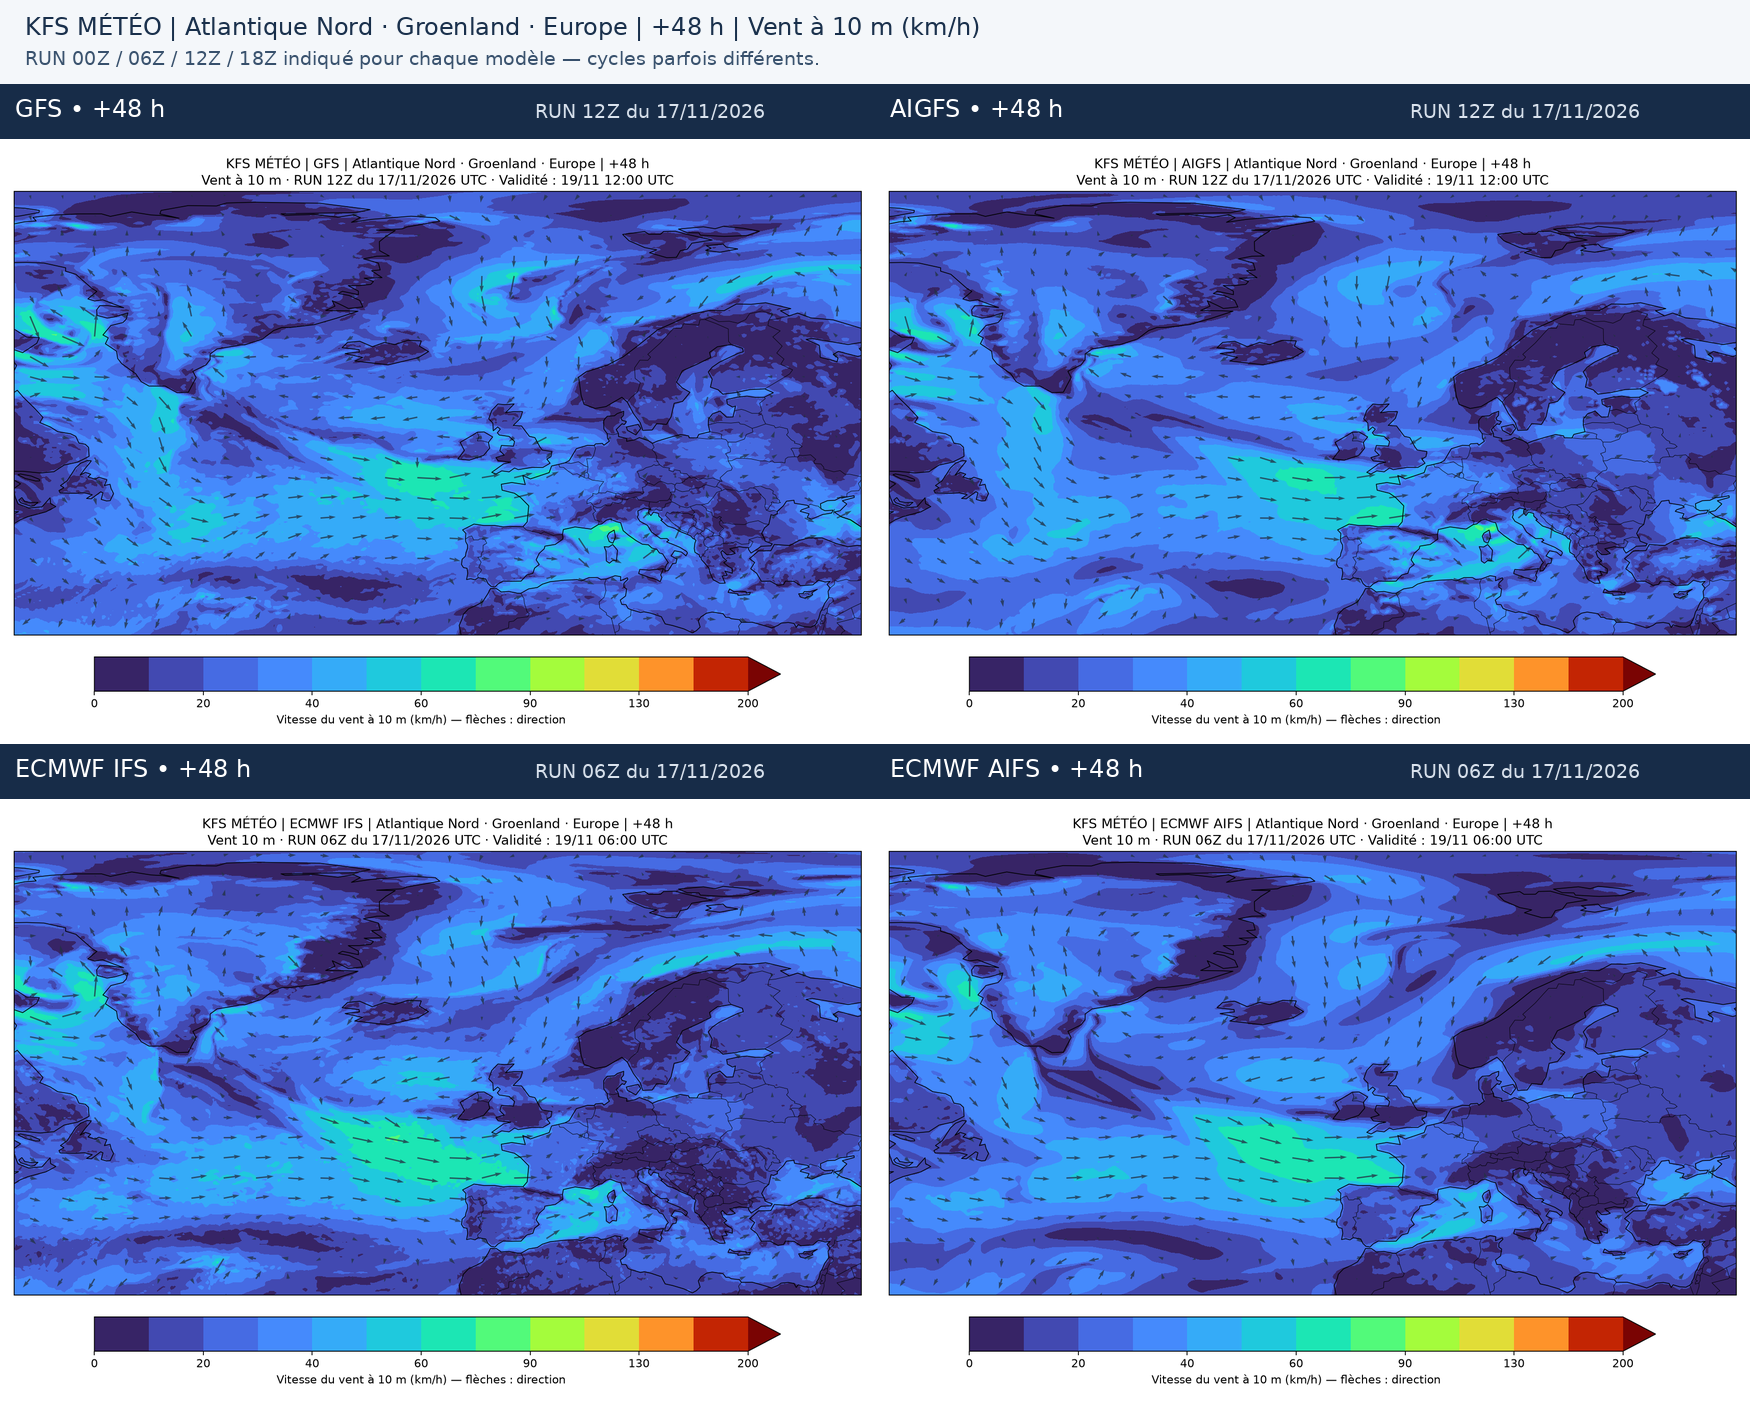 KFS MÉTÉO | Atlantique Nord · Groenland · Europe | +48 h | Vent à 10 m (km/h)
RUN 00Z / 06Z / 12Z / 18Z indiqué pour chaque modèle — cycles parfois différents.
GFS • +48 h
RUN 12Z du 17/11/2026
KFS MÉTÉO | GFS | Atlantique Nord · Groenland · Europe | +48 h
Vent à 10 m · RUN 12Z du 17/11/2026 UTC · Validité : 19/11 12:00 UTC
0 20 40 60 90 130 200
Vitesse du vent à 10 m (km/h) — flèches : direction
AIGFS • +48 h
RUN 12Z du 17/11/2026
KFS MÉTÉO | AIGFS | Atlantique Nord · Groenland · Europe | +48 h
Vent à 10 m · RUN 12Z du 17/11/2026 UTC · Validité : 19/11 12:00 UTC
0 20 40 60 90 130 200
Vitesse du vent à 10 m (km/h) — flèches : direction
ECMWF IFS • +48 h
RUN 06Z du 17/11/2026
KFS MÉTÉO | ECMWF IFS | Atlantique Nord · Groenland · Europe | +48 h
Vent 10 m · RUN 06Z du 17/11/2026 UTC · Validité : 19/11 06:00 UTC
0 20 40 60 90 130 200
Vitesse du vent à 10 m (km/h) — flèches : direction
ECMWF AIFS • +48 h
RUN 06Z du 17/11/2026
KFS MÉTÉO | ECMWF AIFS | Atlantique Nord · Groenland · Europe | +48 h
Vent 10 m · RUN 06Z du 17/11/2026 UTC · Validité : 19/11 06:00 UTC
0 20 40 60 90 130 200
Vitesse du vent à 10 m (km/h) — flèches : direction